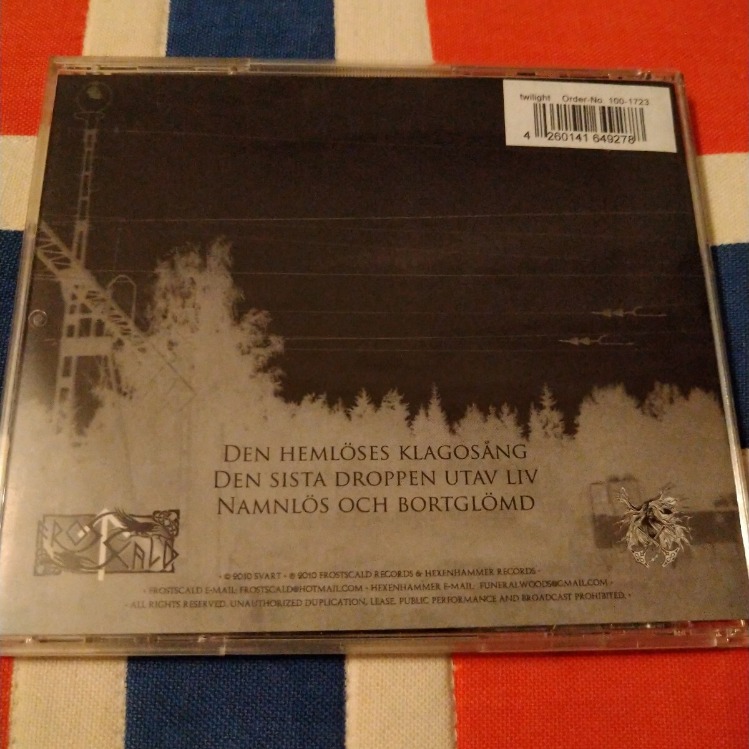 twilight Order-No. 100-1723
4 260141 649278
DEN HEMLÖSES KLAGOSÅNG
DEN SISTA DROPPEN UTAV LIV
NAMNLÖS OCH BORTGLÖMD
FROSTSCALD
· © 2010 SVART · ℗ 2010 FROSTSCALD RECORDS & HEXENHAMMER RECORDS ·
· FROSTSCALD E-MAIL: FROSTSCALD@HOTMAIL.COM · HEXENHAMMER E-MAIL: FUNERALWOODS@GMAIL.COM ·
· ALL RIGHTS RESERVED. UNAUTHORIZED DUPLICATION, LEASE, PUBLIC PERFORMANCE AND BROADCAST PROHIBITED. ·